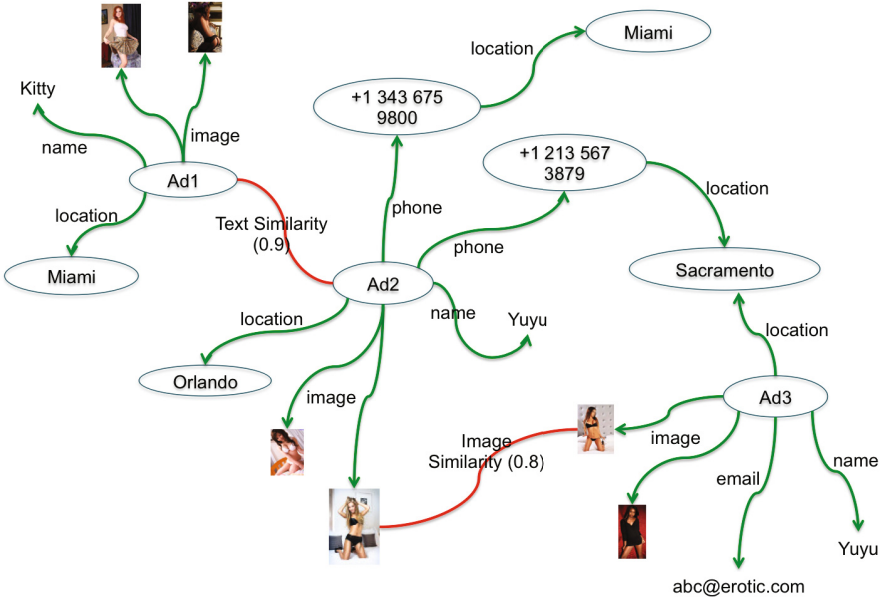 Miami
location
+1 343 675
9800
Kitty
name
image
Ad1
+1 213 567
3879
location
location
phone
Text Similarity
(0.9)
phone
Miami
Sacramento
Ad2
name
location
Yuyu
location
Orlando
image
Ad3
Image
Similarity (0.8)
image
email
name
Yuyu
abc@erotic.com